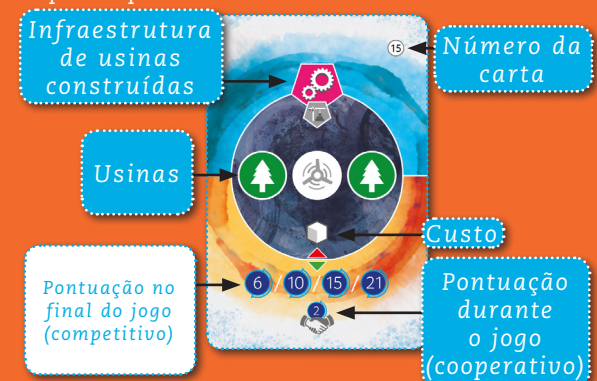 Infraestrutura
de usinas
construídas
15
Número da
carta
Usinas
Custo
Pontuação no
final do jogo
(competitivo)
6 / 10 / 15 / 21
2
Pontuação
durante
o jogo
(cooperativo)